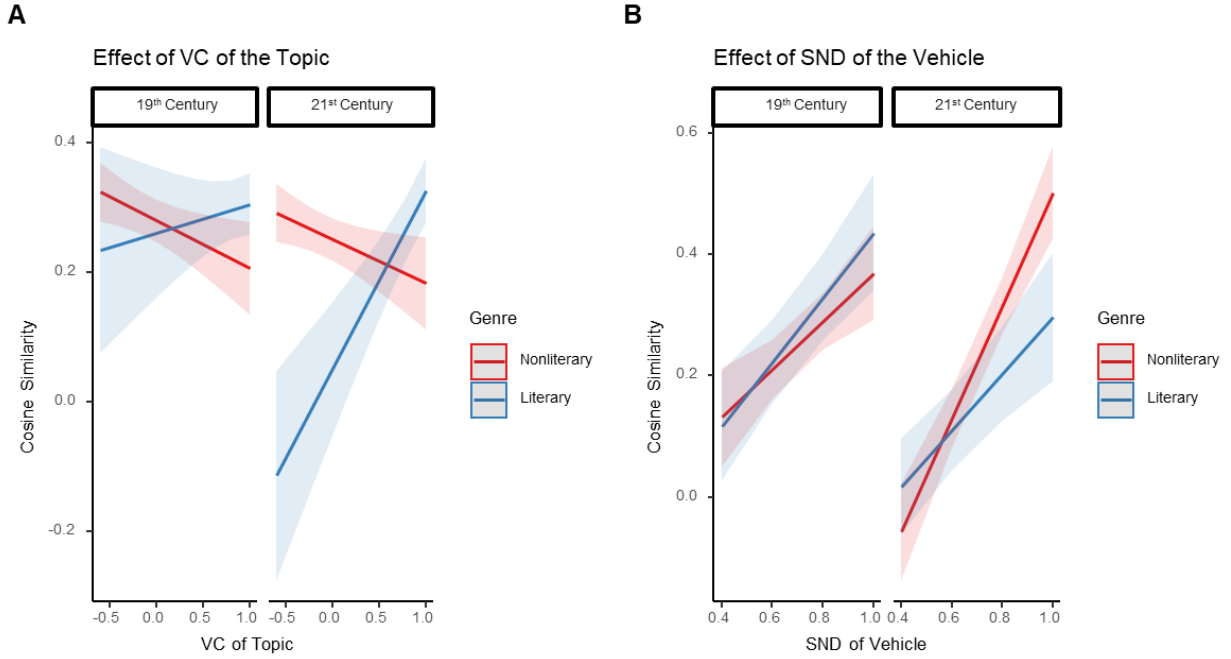 A
Effect of VC of the Topic
19th Century
21st Century
0.4
0.2
0.0
-0.2
Cosine Similarity
-0.5
0.0
0.5
1.0
-0.5
0.0
0.5
1.0
VC of Topic
Genre
Nonliterary
Literary
B
Effect of SND of the Vehicle
19th Century
21st Century
0.6
0.4
0.2
0.0
Cosine Similarity
0.4
0.6
0.8
1.0
0.4
0.6
0.8
1.0
SND of Vehicle
Genre
Nonliterary
Literary